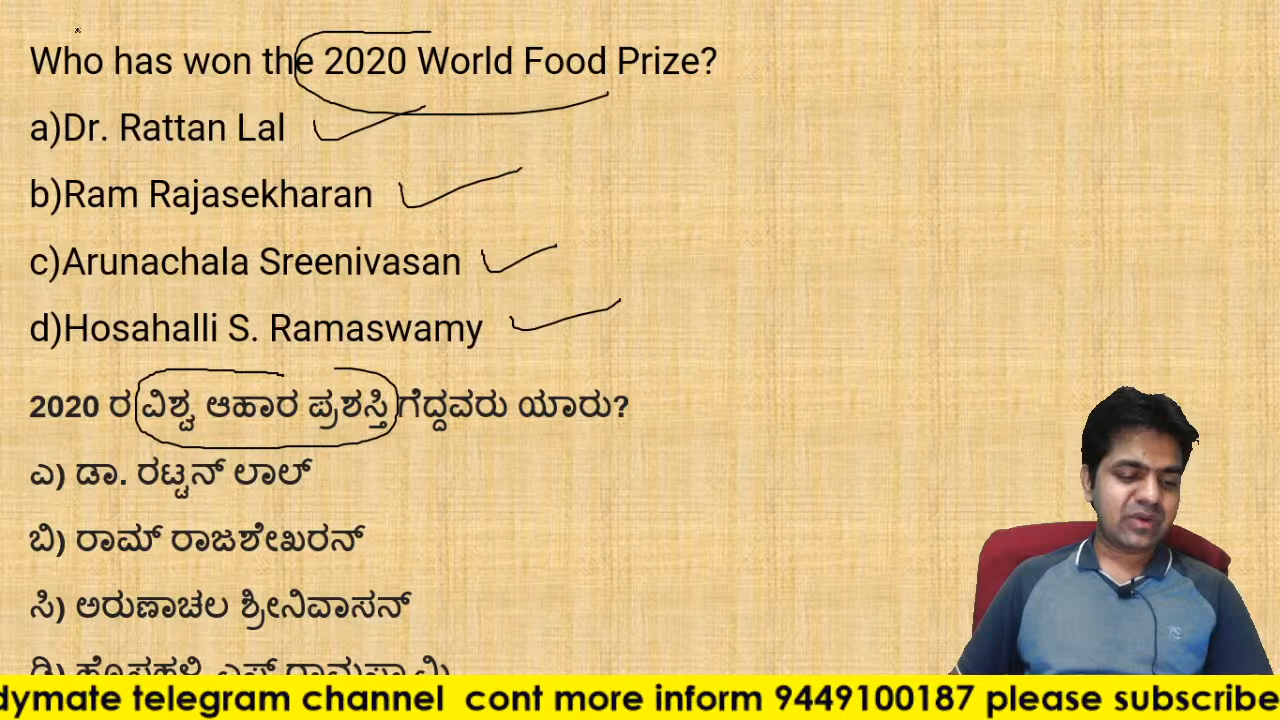 Who has won the 2020 World Food Prize?
a)Dr. Rattan Lal
b)Ram Rajasekharan
c)Arunachala Sreenivasan
d)Hosahalli S. Ramaswamy
2020 ರ ವಿಶ್ವ ಆಹಾರ ಪ್ರಶಸ್ತಿ ಗೆದ್ದವರು ಯಾರು?
ಎ) ಡಾ. ರಟ್ಟನ್ ಲಾಲ್
ಬಿ) ರಾಮ್ ರಾಜಶೇಖರನ್
ಸಿ) ಅರುಣಾಚಲ ಶ್ರೀನಿವಾಸನ್
dymate telegram channel cont more inform 9449100187 please subscribe